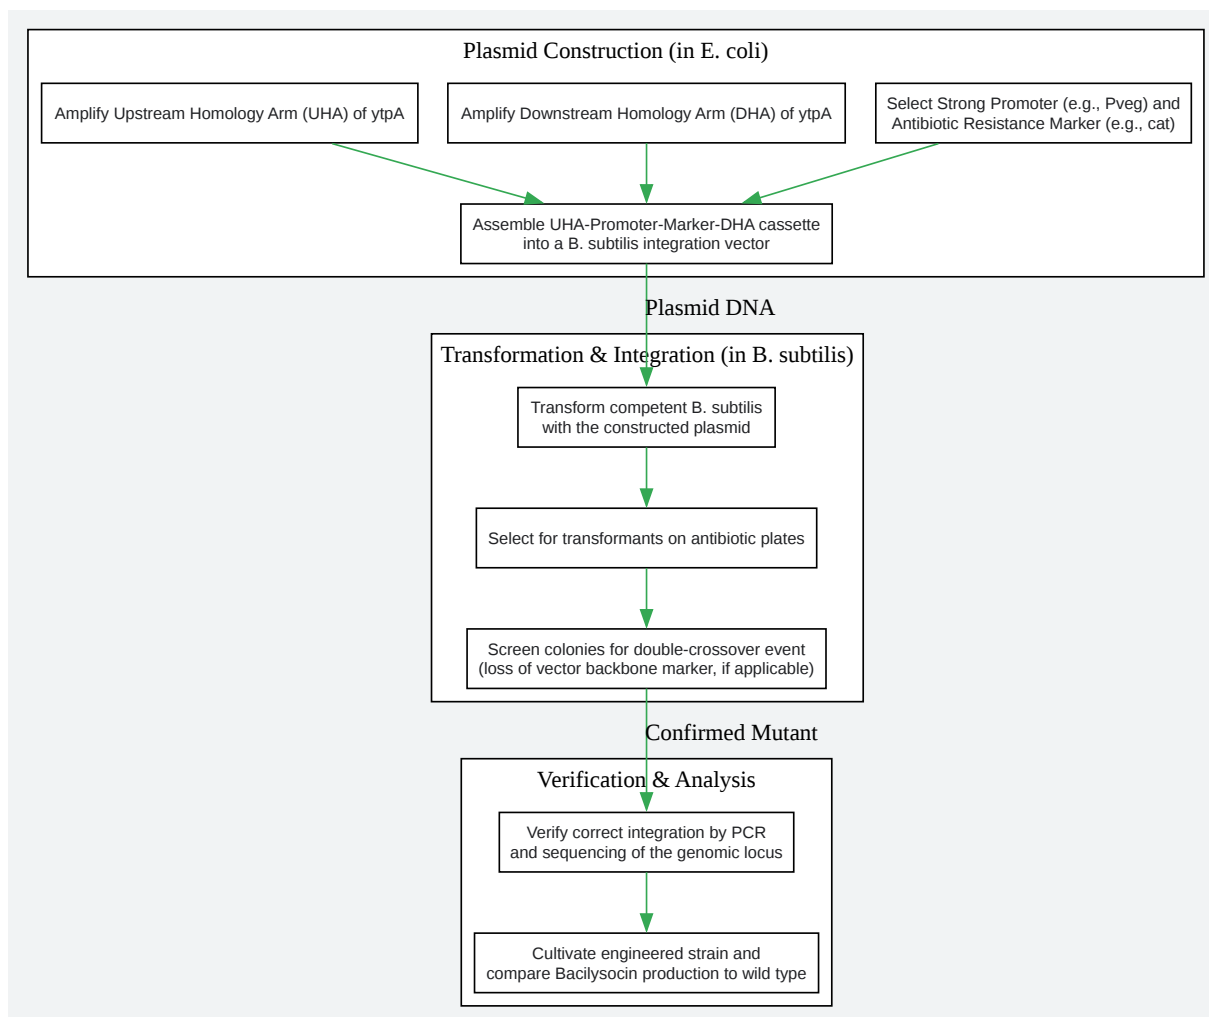 Plasmid Construction (in E. coli)
Amplify Upstream Homology Arm (UHA) of ytpA
Amplify Downstream Homology Arm (DHA) of ytpA
Select Strong Promoter (e.g., Pveg) and
Antibiotic Resistance Marker (e.g., cat)
Assemble UHA-Promoter-Marker-DHA cassette
into a B. subtilis integration vector
Plasmid DNA
Transformation & Integration (in B. subtilis)
Transform competent B. subtilis
with the constructed plasmid
Select for transformants on antibiotic plates
Screen colonies for double-crossover event
(loss of vector backbone marker, if applicable)
Confirmed Mutant
Verification & Analysis
Verify correct integration by PCR
and sequencing of the genomic locus
Cultivate engineered strain and
compare Bacilysocin production to wild type